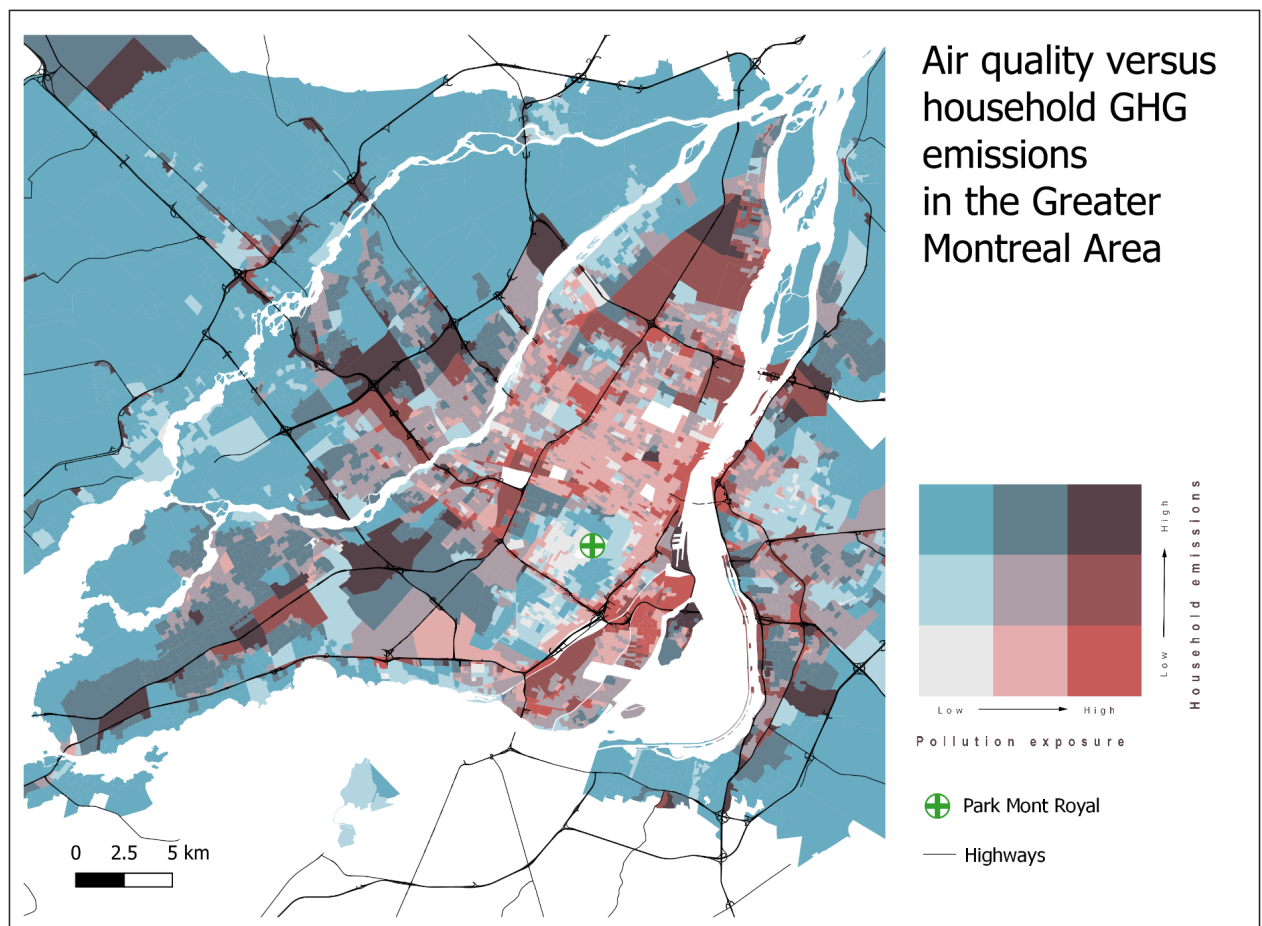 Air quality versus
household GHG
emissions
in the Greater
Montreal Area
High
Low
Household emissions
Low
High
Pollution exposure
Park Mont Royal
Highways
0 2.5 5 km